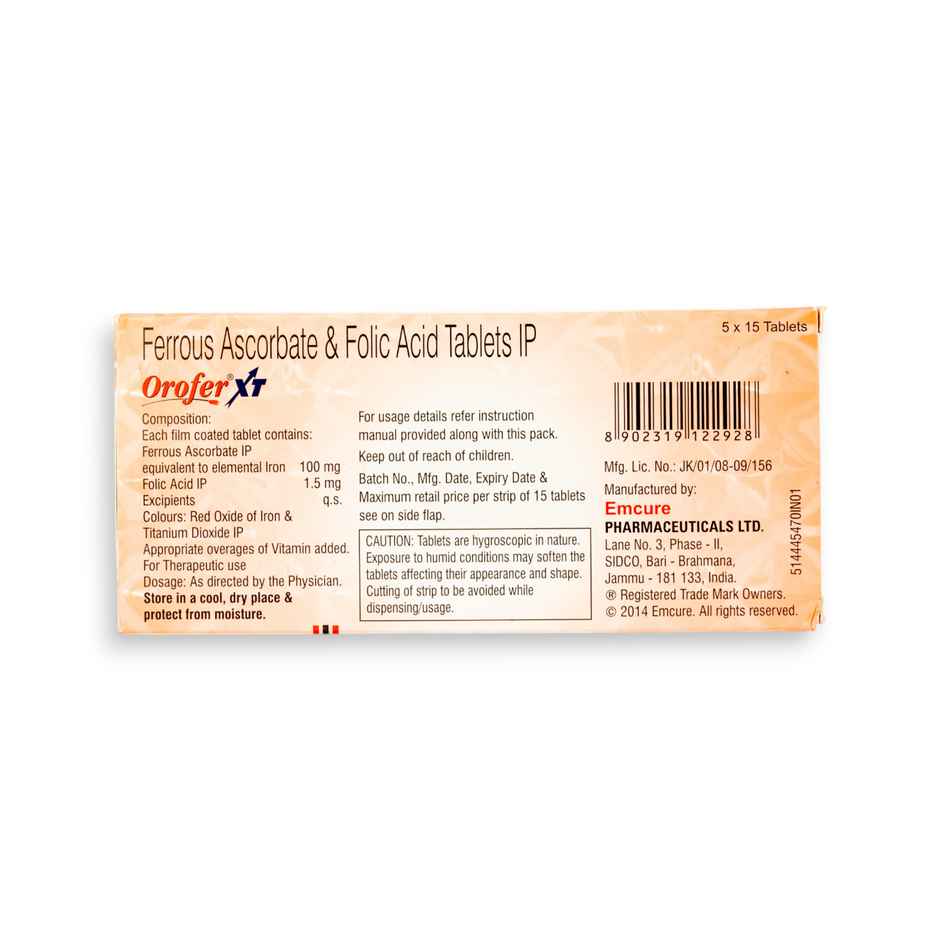 Ferrous Ascorbate & Folic Acid Tablets IP
5 x 15 Tablets
Orofer® XT
Composition:
Each film coated tablet contains:
Ferrous Ascorbate IP
equivalent to elemental Iron 100 mg
Folic Acid IP 1.5 mg
Excipients q.s.
Colours: Red Oxide of Iron &
Titanium Dioxide IP
Appropriate overages of Vitamin added.
For Therapeutic use
Dosage: As directed by the Physician.
Store in a cool, dry place &
protect from moisture.
For usage details refer instruction
manual provided along with this pack.
Keep out of reach of children.
Batch No., Mfg. Date, Expiry Date &
Maximum retail price per strip of 15 tablets
see on side flap.
CAUTION: Tablets are hygroscopic in nature.
Exposure to humid conditions may soften the
tablets affecting their appearance and shape.
Cutting of strip to be avoided while
dispensing/usage.
8 902319 122928
Mfg. Lic. No.: JK/01/08-09/156
Manufactured by:
Emcure
PHARMACEUTICALS LTD.
Lane No. 3, Phase - II,
SIDCO, Bari - Brahmana,
Jammu - 181 133, India.
® Registered Trade Mark Owners.
© 2014 Emcure. All rights reserved.
514445470IN01